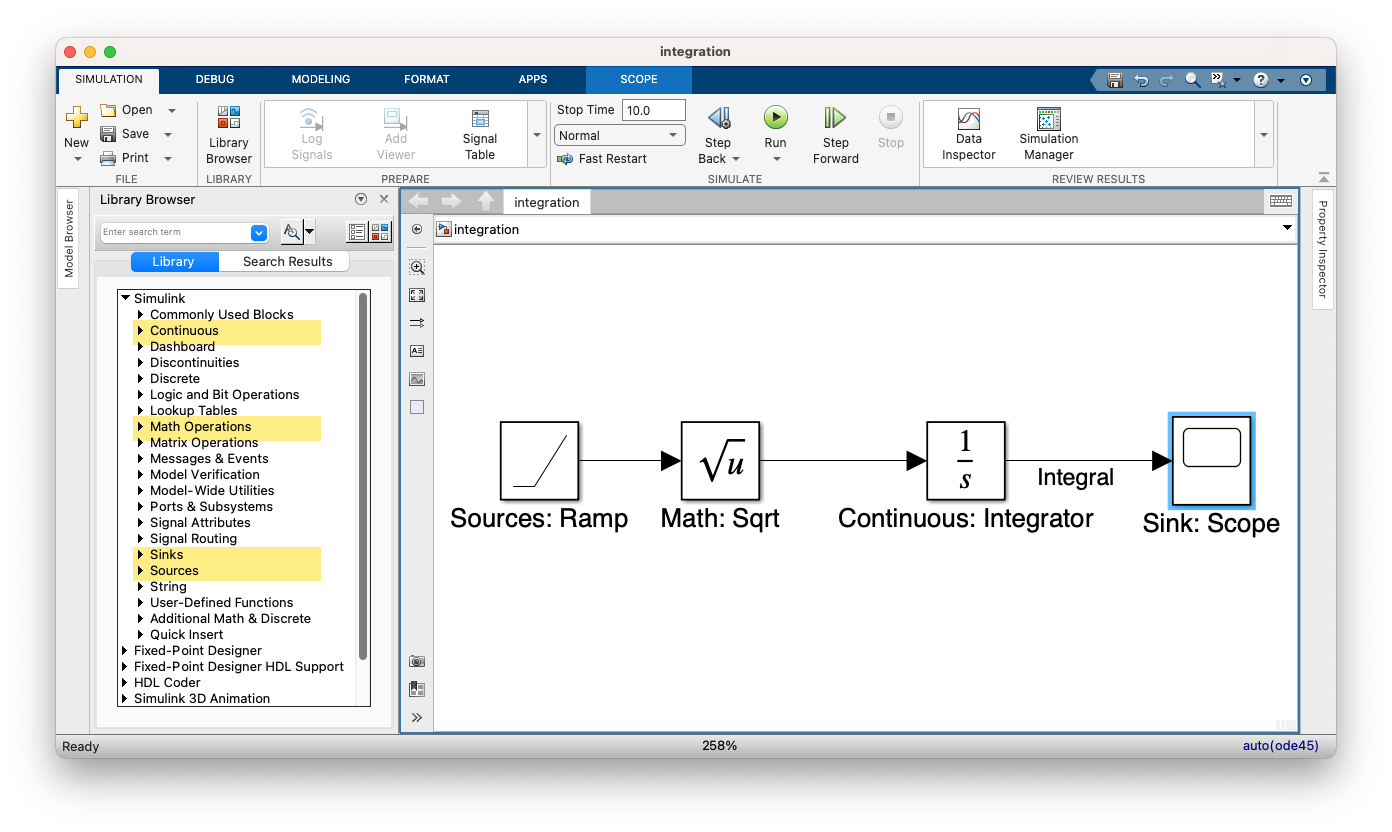 integration
SIMULATION DEBUG MODELING FORMAT APPS SCOPE
New
Open
Save
Print
FILE
Library
Browser
LIBRARY
Log
Signals
Add
Viewer
Signal
Table
PREPARE
Stop Time 10.0
Normal
Fast Restart
Step
Back
Run
Step
Forward
Stop
SIMULATE
Data
Inspector
Simulation
Manager
REVIEW RESULTS
Model Browser
Library Browser
Enter search term
Library Search Results
Simulink
Commonly Used Blocks
Continuous
Dashboard
Discontinuities
Discrete
Logic and Bit Operations
Lookup Tables
Math Operations
Matrix Operations
Messages & Events
Model Verification
Model-Wide Utilities
Ports & Subsystems
Signal Attributes
Signal Routing
Sinks
Sources
String
User-Defined Functions
Additional Math & Discrete
Quick Insert
Fixed-Point Designer
Fixed-Point Designer HDL Support
HDL Coder
Simulink 3D Animation
integration
integration
√u
1
s
Integral
Sources: Ramp
Math: Sqrt
Continuous: Integrator
Sink: Scope
Property Inspector
Ready
258%
auto(ode45)